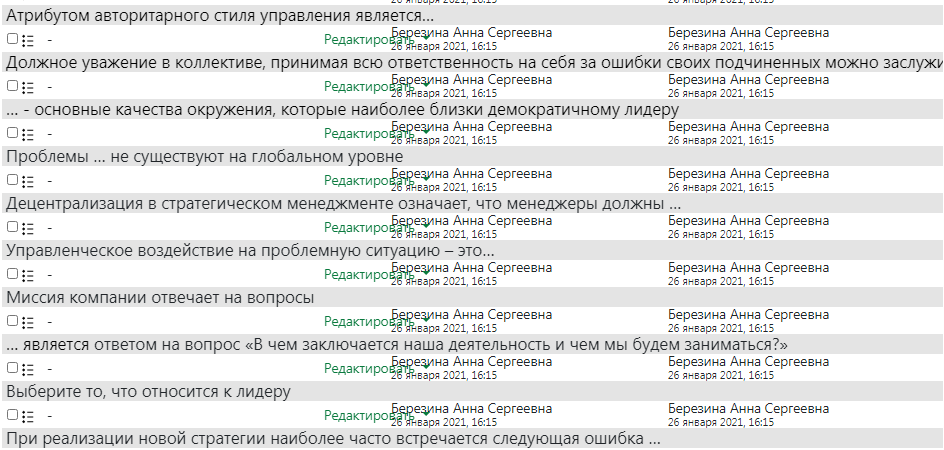 Атрибутом авторитарного стиля управления является...
- Редактировать Березина Анна Сергеевна Березина Анна Сергеевна
26 января 2021, 16:15 26 января 2021, 16:15
Должное уважение в коллективе, принимая всю ответственность на себя за ошибки своих подчиненных можно заслужи
- Редактировать Березина Анна Сергеевна Березина Анна Сергеевна
26 января 2021, 16:15 26 января 2021, 16:15
... - основные качества окружения, которые наиболее близки демократичному лидеру
- Редактировать Березина Анна Сергеевна Березина Анна Сергеевна
26 января 2021, 16:15 26 января 2021, 16:15
Проблемы ... не существуют на глобальном уровне
- Редактировать Березина Анна Сергеевна Березина Анна Сергеевна
26 января 2021, 16:15 26 января 2021, 16:15
Децентрализация в стратегическом менеджменте означает, что менеджеры должны ...
- Редактировать Березина Анна Сергеевна Березина Анна Сергеевна
26 января 2021, 16:15 26 января 2021, 16:15
Управленческое воздействие на проблемную ситуацию – это...
- Редактировать Березина Анна Сергеевна Березина Анна Сергеевна
26 января 2021, 16:15 26 января 2021, 16:15
Миссия компании отвечает на вопросы
- Редактировать Березина Анна Сергеевна Березина Анна Сергеевна
26 января 2021, 16:15 26 января 2021, 16:15
... является ответом на вопрос «В чем заключается наша деятельность и чем мы будем заниматься?»
- Редактировать Березина Анна Сергеевна Березина Анна Сергеевна
26 января 2021, 16:15 26 января 2021, 16:15
Выберите то, что относится к лидеру
- Редактировать Березина Анна Сергеевна Березина Анна Сергеевна
26 января 2021, 16:15 26 января 2021, 16:15
При реализации новой стратегии наиболее часто встречается следующая ошибка ...